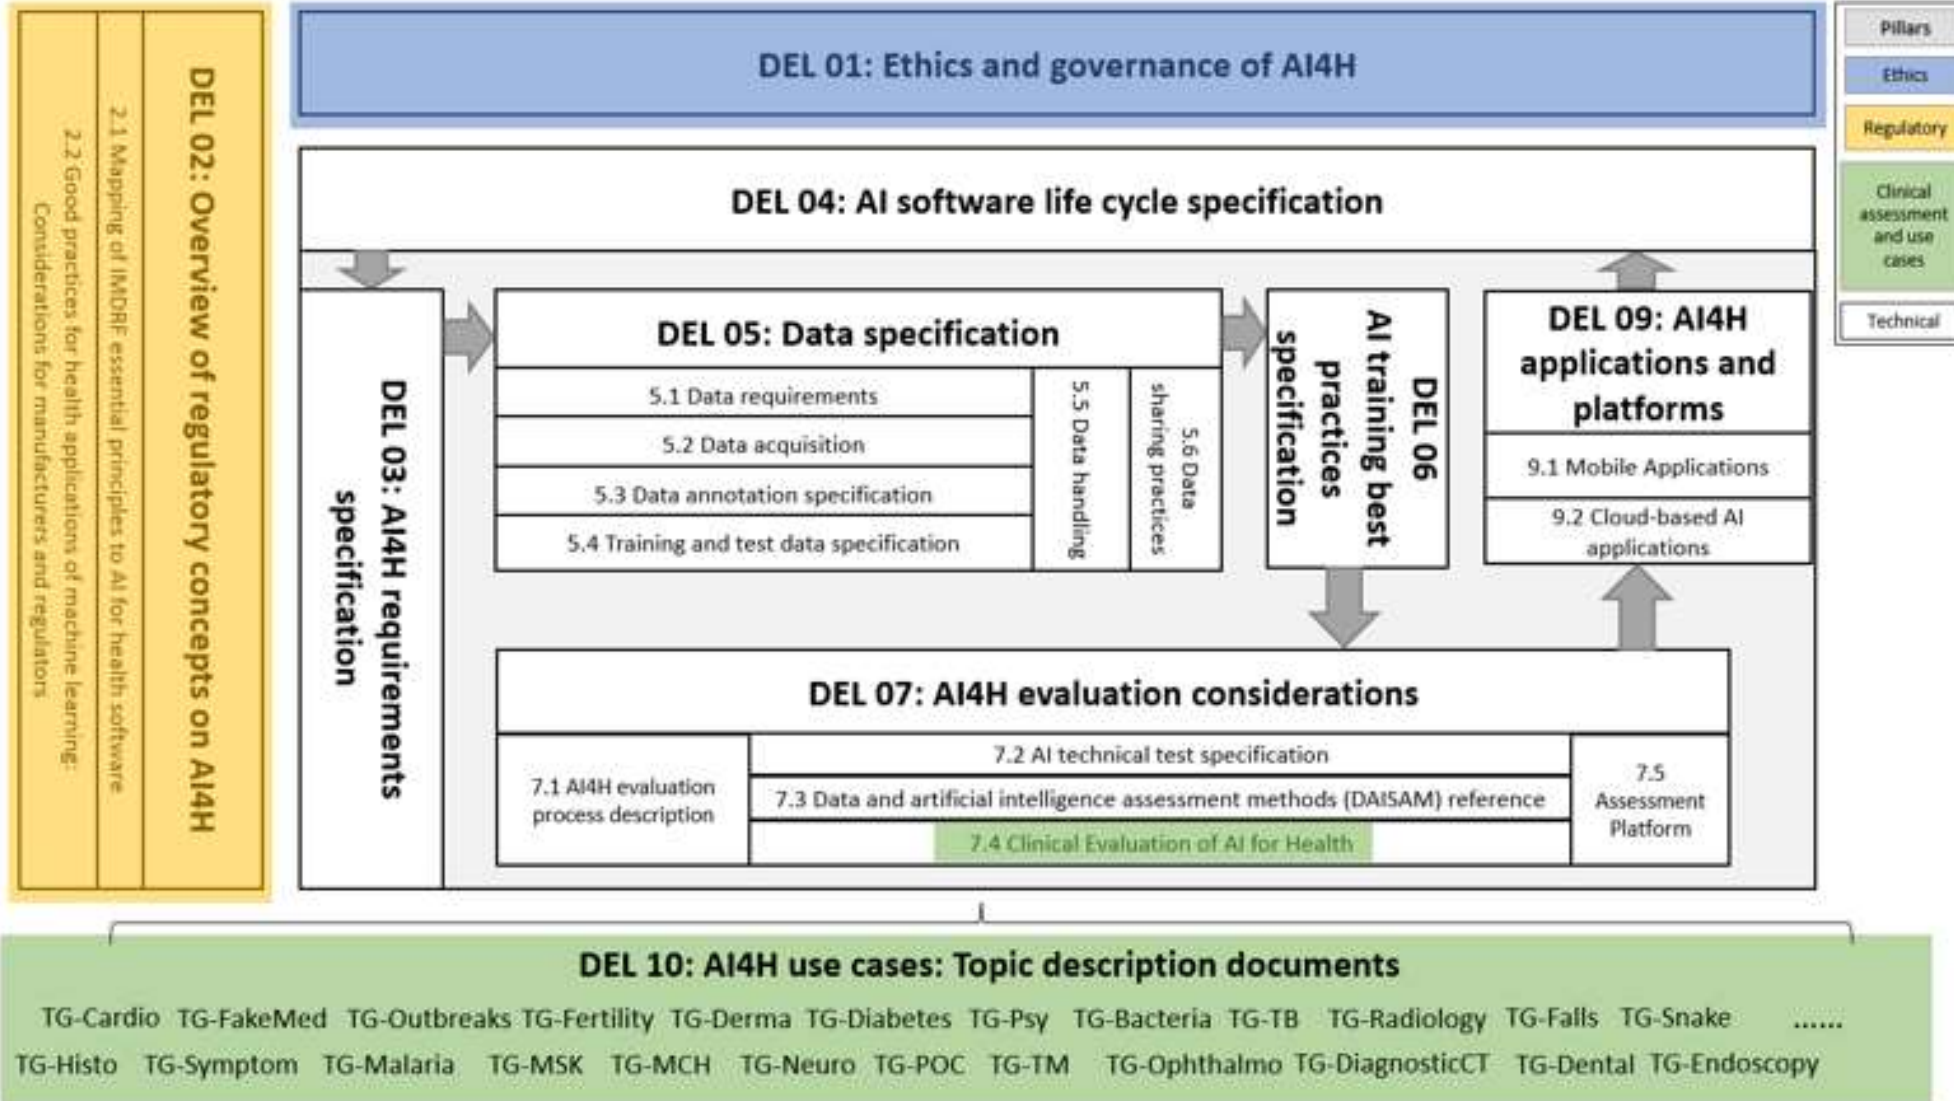 DEL 01: Ethics and governance of AI4H
Pillars
Ethics
Regulatory
Clinical
assessment
and use
cases
Technical
DEL 02: Overview of regulatory concepts on AI4H
2.1 Mapping of IMDRF essential principles to AI for health software
2.2 Good practices for health applications of machine learning:
Considerations for manufacturers and regulators
DEL 04: AI software life cycle specification
DEL 03: AI4H requirements
specification
DEL 05: Data specification
5.1 Data requirements
5.2 Data acquisition
5.3 Data annotation specification
5.4 Training and test data specification
5.5 Data handling
5.6 Data
sharing practices
DEL 06
AI training best
practices
specification
DEL 09: AI4H
applications and
platforms
9.1 Mobile Applications
9.2 Cloud-based AI
applications
DEL 07: AI4H evaluation considerations
7.1 AI4H evaluation
process description
7.2 AI technical test specification
7.3 Data and artificial intelligence assessment methods (DAISAM) reference
7.4 Clinical Evaluation of AI for Health
7.5
Assessment
Platform
DEL 10: AI4H use cases: Topic description documents
TG-Cardio TG-FakeMed TG-Outbreaks TG-Fertility TG-Derma TG-Diabetes TG-Psy TG-Bacteria TG-TB TG-Radiology TG-Falls TG-Snake ......
TG-Histo TG-Symptom TG-Malaria TG-MSK TG-MCH TG-Neuro TG-POC TG-TM TG-Ophthalmo TG-DiagnosticCT TG-Dental TG-Endoscopy